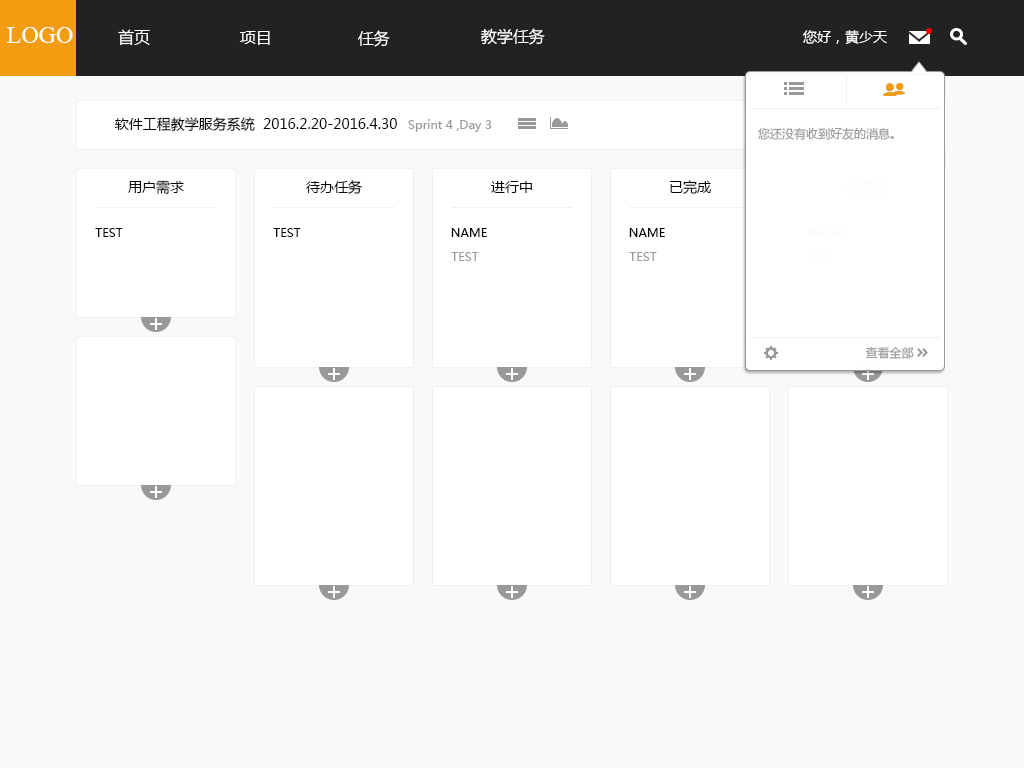 LOGO 首页 项目 任务 教学任务 您好，黄少天
软件工程教学服务系统 2016.2.20-2016.4.30 Sprint 4 ,Day 3
您还没有收到好友的消息。
查看全部
用户需求
TEST
待办任务
TEST
进行中
NAME
TEST
已完成
NAME
TEST